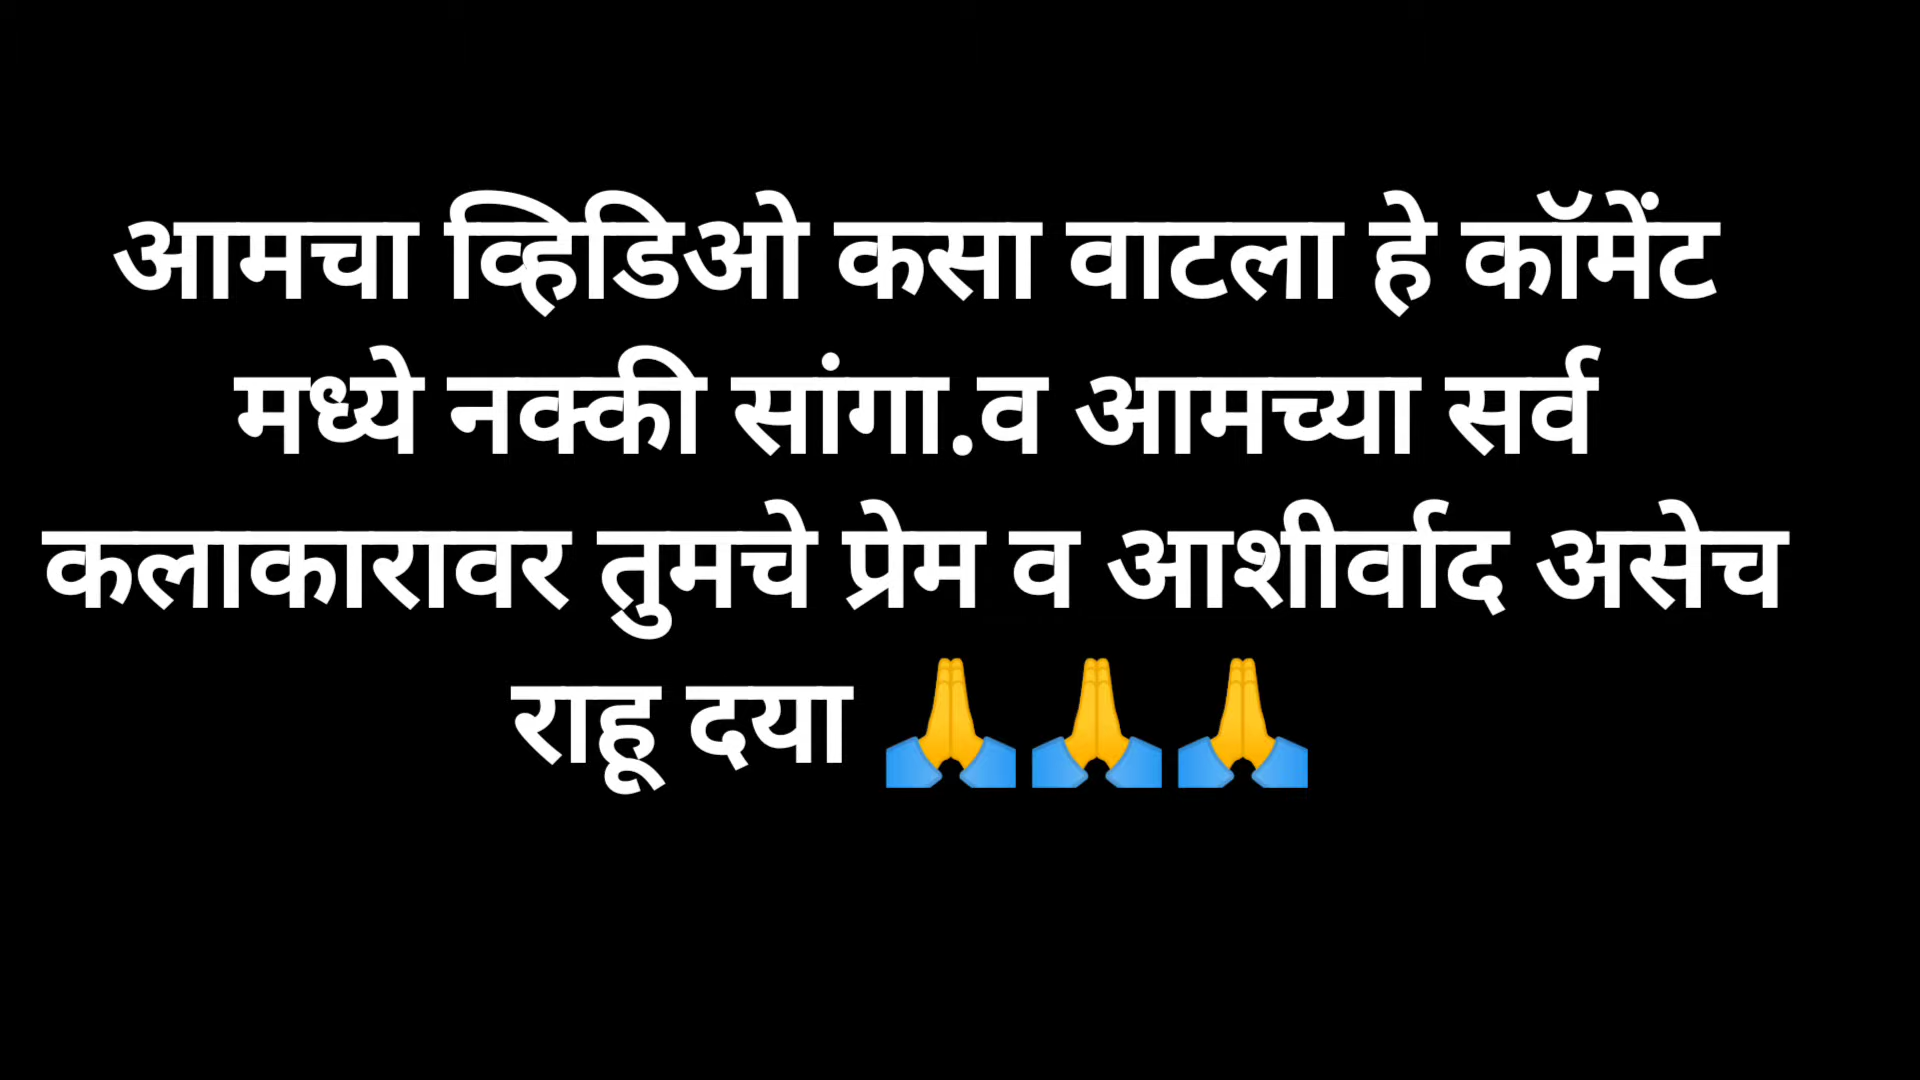 आमचा व्हिडिओ कसा वाटला हे कॉमेंट
मध्ये नक्की सांगा.व आमच्या सर्व
कलाकारावर तुमचे प्रेम व आशीर्वाद असेच
राहू दया 🙏🙏🙏